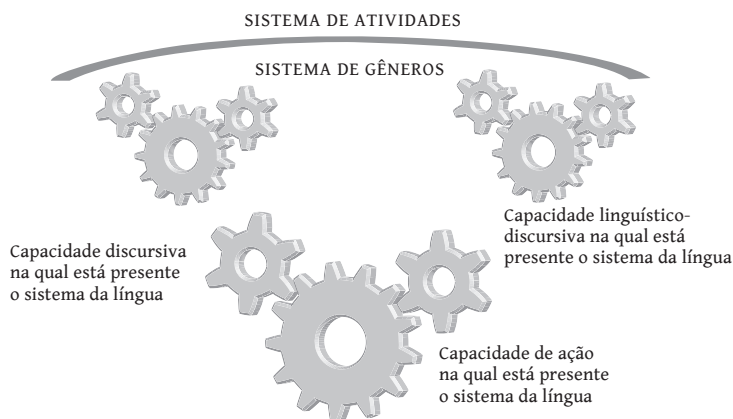 SISTEMA DE ATIVIDADES
SISTEMA DE GÊNEROS
Capacidade discursiva
na qual está presente
o sistema da língua
Capacidade linguístico-
discursiva na qual está
presente o sistema da língua
Capacidade de ação
na qual está presente
o sistema da língua